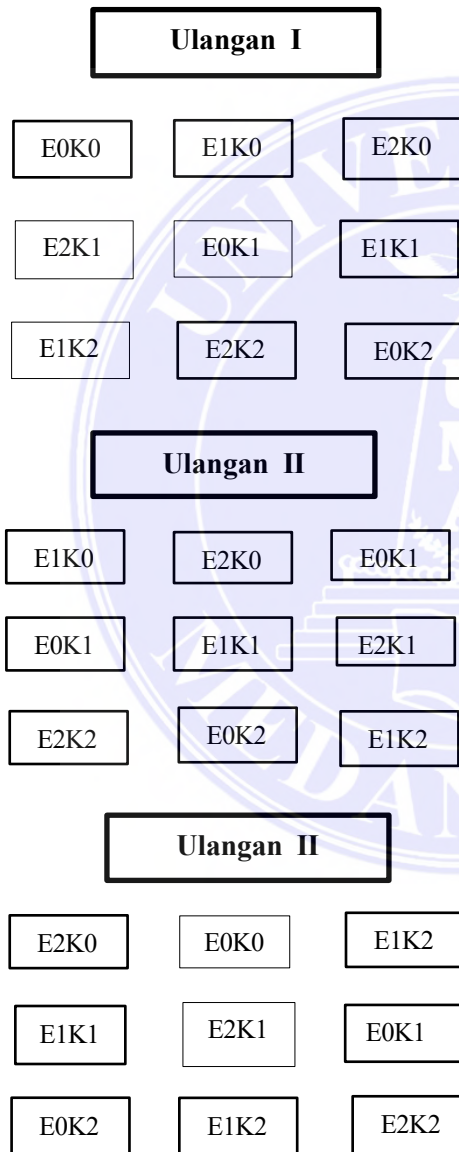 Ulangan I
E0K0 E1K0 E2K0
E2K1 E0K1 E1K1
E1K2 E2K2 E0K2
Ulangan II
E1K0 E2K0 E0K1
E0K1 E1K1 E2K1
E2K2 E0K2 E1K2
Ulangan II
E2K0 E0K0 E1K2
E1K1 E2K1 E0K1
E0K2 E1K2 E2K2